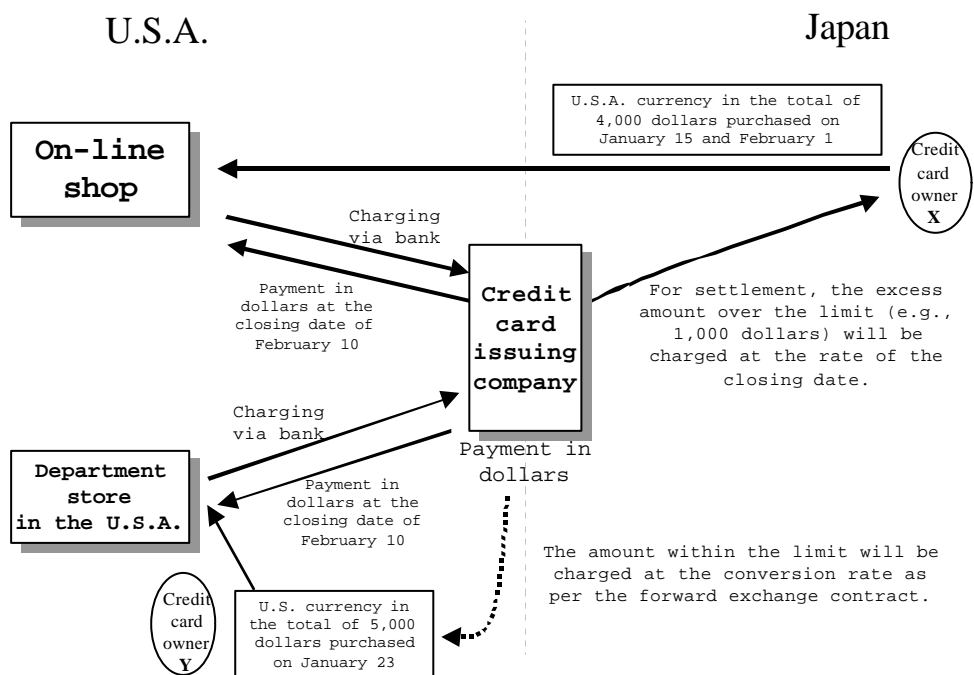 U.S.A.
Japan
U.S.A. currency in the total of
4,000 dollars purchased on
January 15 and February 1
On-line
shop
Credit
card
owner
X
Charging
via bank
Payment in
dollars at the
closing date of
February 10
Credit
card
issuing
company
For settlement, the excess
amount over the limit (e.g.,
1,000 dollars) will be
charged at the rate of the
closing date.
Charging
via bank
Payment in
dollars
Department
store
in the U.S.A.
Payment in
dollars at the
closing date of
February 10
The amount within the limit will be
charged at the conversion rate as
per the forward exchange contract.
Credit
card
owner
Y
U.S. currency in
the total of 5,000
dollars purchased
on January 23